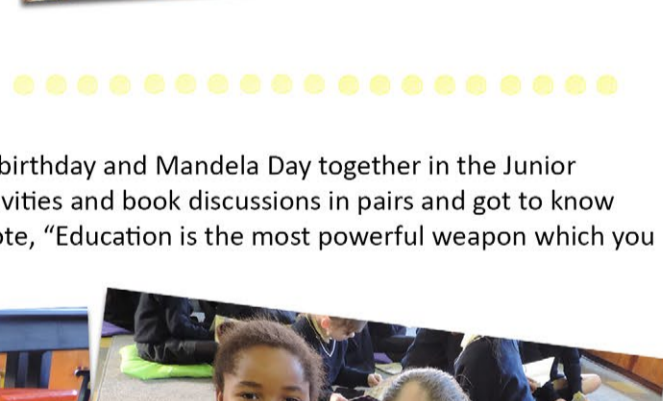 birthday and Mandela Day together in the Junior
vities and book discussions in pairs and got to know
ote, “Education is the most powerful weapon which you